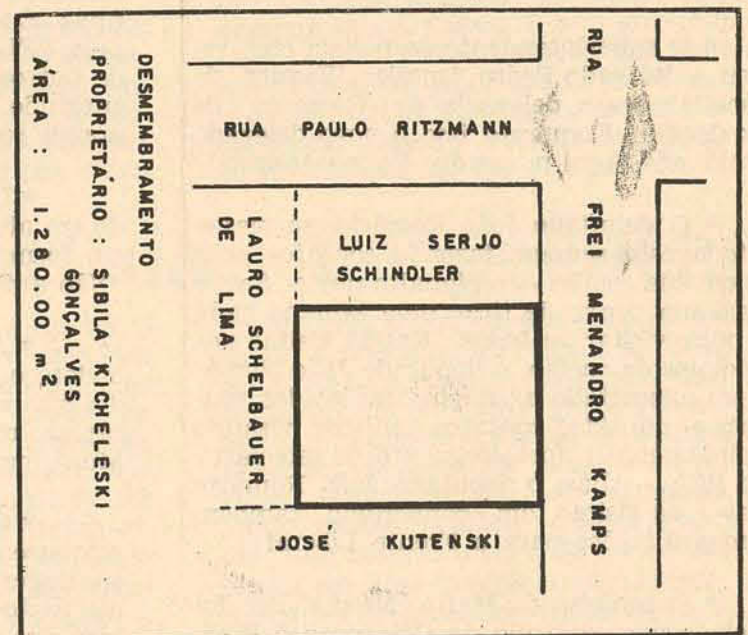 DESMEMBRAMENTO
PROPRIETÁRIO : SIBILA KICHELESKI
GONÇALVES
ÁREA : 1.280.00 m²
RUA PAULO RITZMANN
RUA FREI MENANDRO KAMPS
LUIZ SERJO
SCHINDLER
LAURO SCHELBAUER
DE LIMA
JOSÉ KUTENSKI